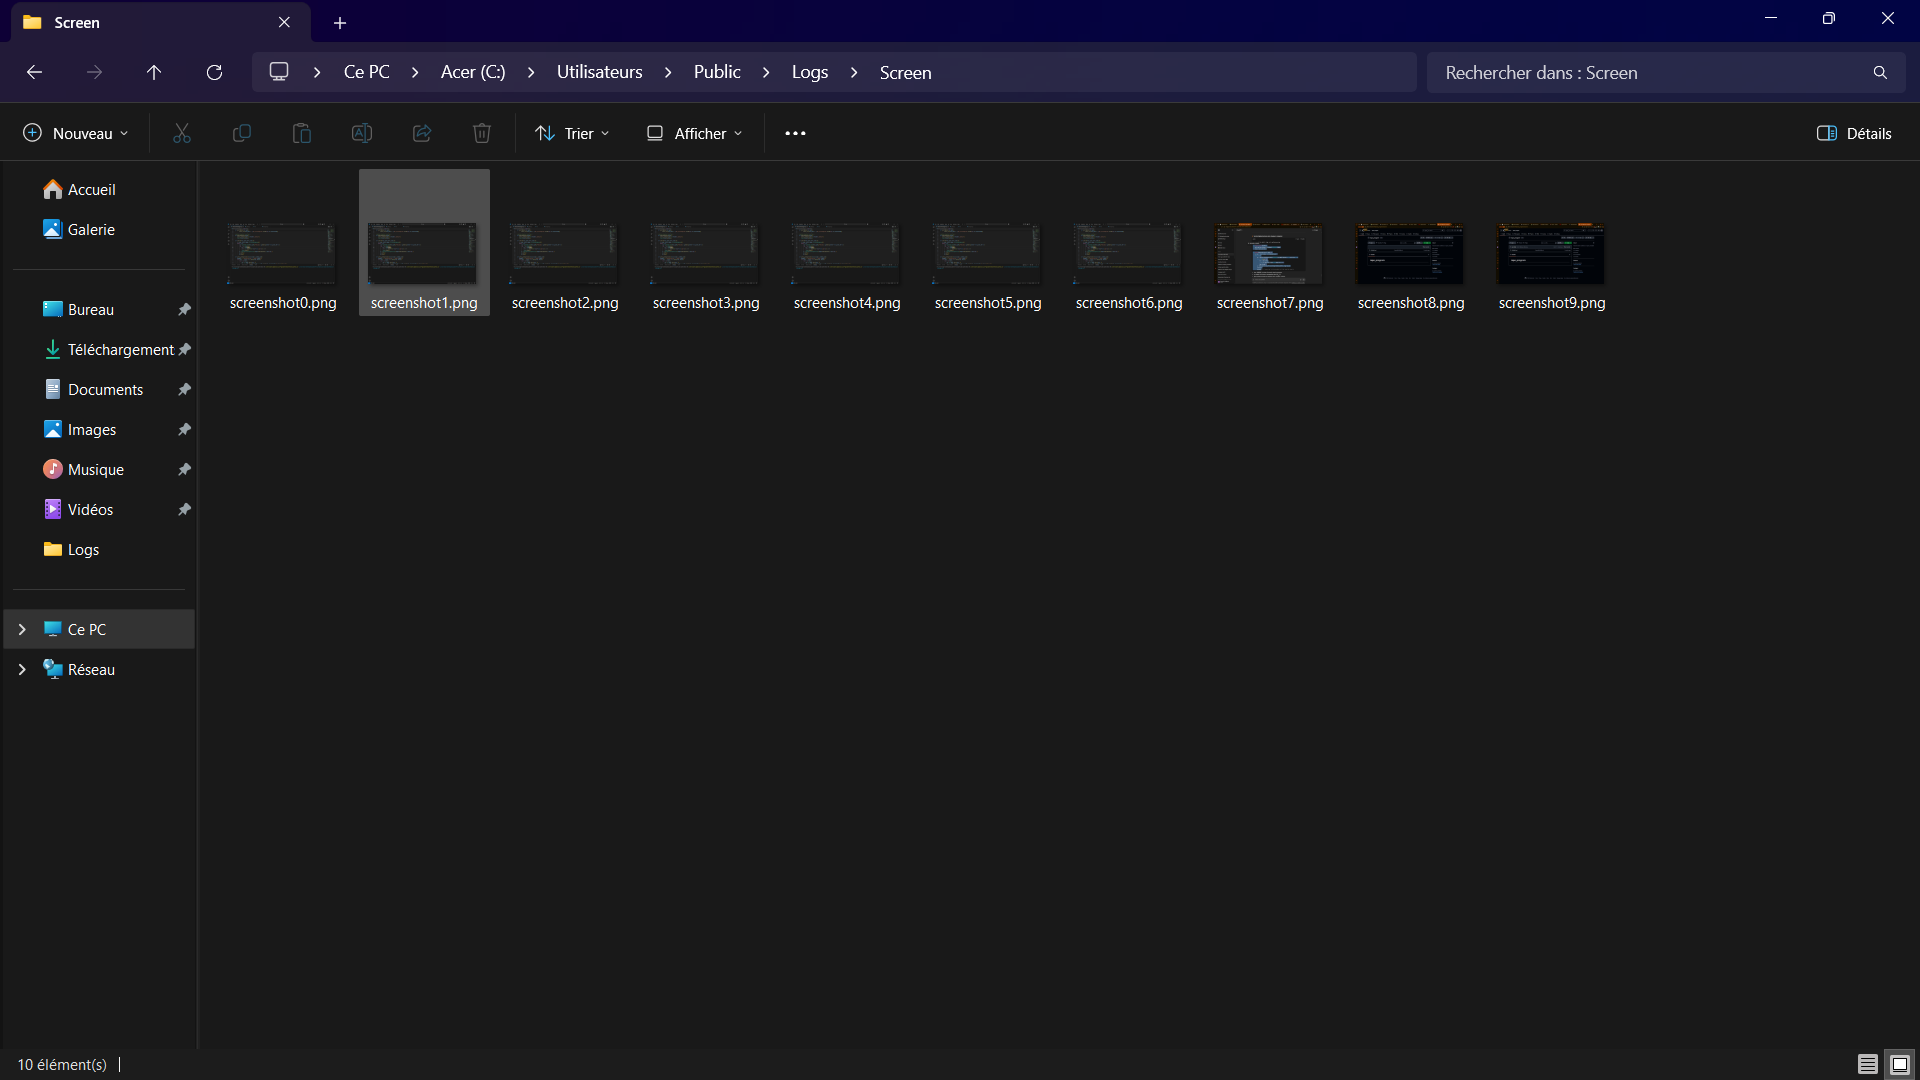 Screen
Ce PC
Acer (C:)
Utilisateurs
Public
Logs
Screen
Rechercher dans : Screen
Nouveau
Trier
Afficher
Détails
Accueil
Galerie
Bureau
Téléchargement
Documents
Images
Musique
Vidéos
Logs
Ce PC
Réseau
screenshot0.png
screenshot1.png
screenshot2.png
screenshot3.png
screenshot4.png
screenshot5.png
screenshot6.png
screenshot7.png
screenshot8.png
screenshot9.png
10 élément(s)